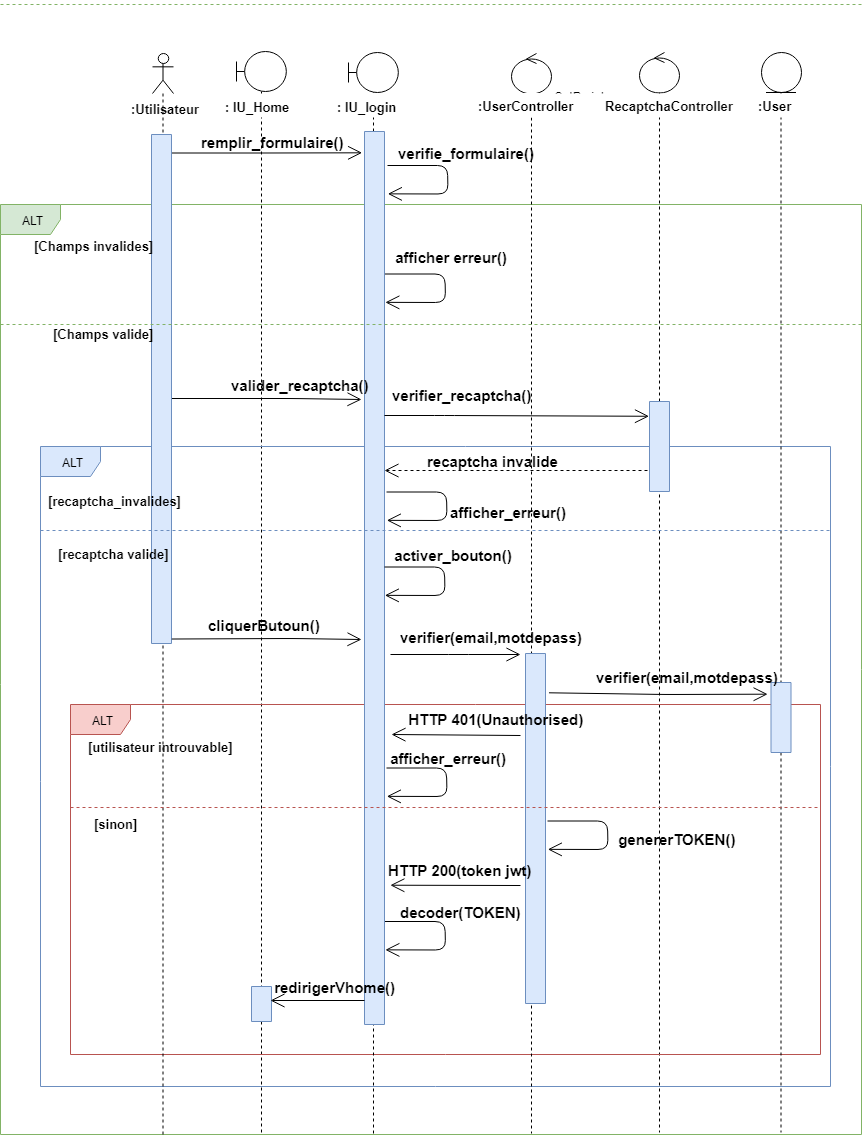 :Utilisateur
: IU_Home
: IU_login
:UserController
RecaptchaController
:User
remplir_formulaire()
verifie_formulaire()
ALT
[Champs invalides]
afficher erreur()
[Champs valide]
valider_recaptcha()
verifier_recaptcha()
ALT
recaptcha invalide
[recaptcha_invalides]
afficher_erreur()
[recaptcha valide]
activer_bouton()
cliquerButoun()
verifier(email,motdepass)
verifier(email,motdepass)
ALT
HTTP 401(Unauthorised)
[utilisateur introuvable]
afficher_erreur()
[sinon]
genererTOKEN()
HTTP 200(token jwt)
decoder(TOKEN)
redirigerVhome()